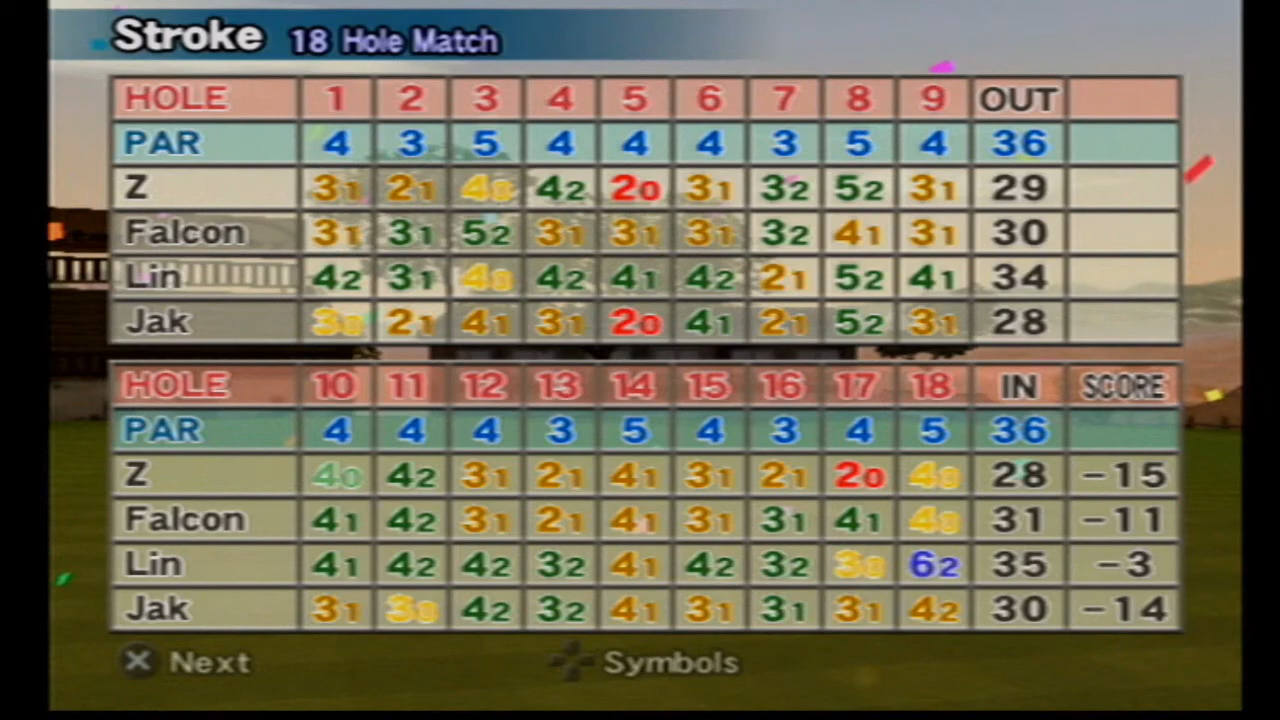 Stroke 18 Hole Match
HOLE 1 2 3 4 5 6 7 8 9 OUT
PAR 4 3 5 4 4 4 3 5 4 36
Z 31 21 40 42 20 31 32 52 31 29
Falcon 31 31 52 31 31 31 32 41 31 30
Lin 42 31 40 42 41 42 21 52 41 34
Jak 30 21 41 31 20 41 21 52 31 28
HOLE 10 11 12 13 14 15 16 17 18 IN SCORE
PAR 4 4 4 3 5 4 3 4 5 36
Z 40 42 31 21 41 31 21 20 40 28 -15
Falcon 41 42 31 21 41 31 31 41 40 31 -11
Lin 41 42 42 32 41 42 32 30 62 35 -3
Jak 31 30 42 32 41 31 31 31 42 30 -14
Next Symbols